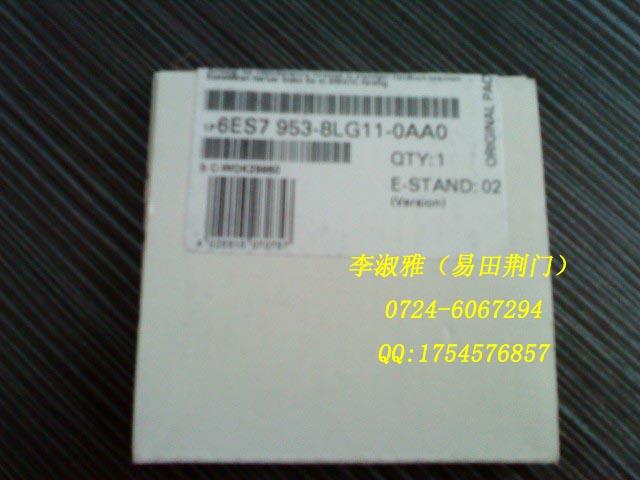 1P 6ES7 953-8LG11-0AA0
QTY:1
E-STAND: 02
(Version)
ORIGINAL PAC
李淑雅（易田荆门）
0724-6067294
QQ:1754576857